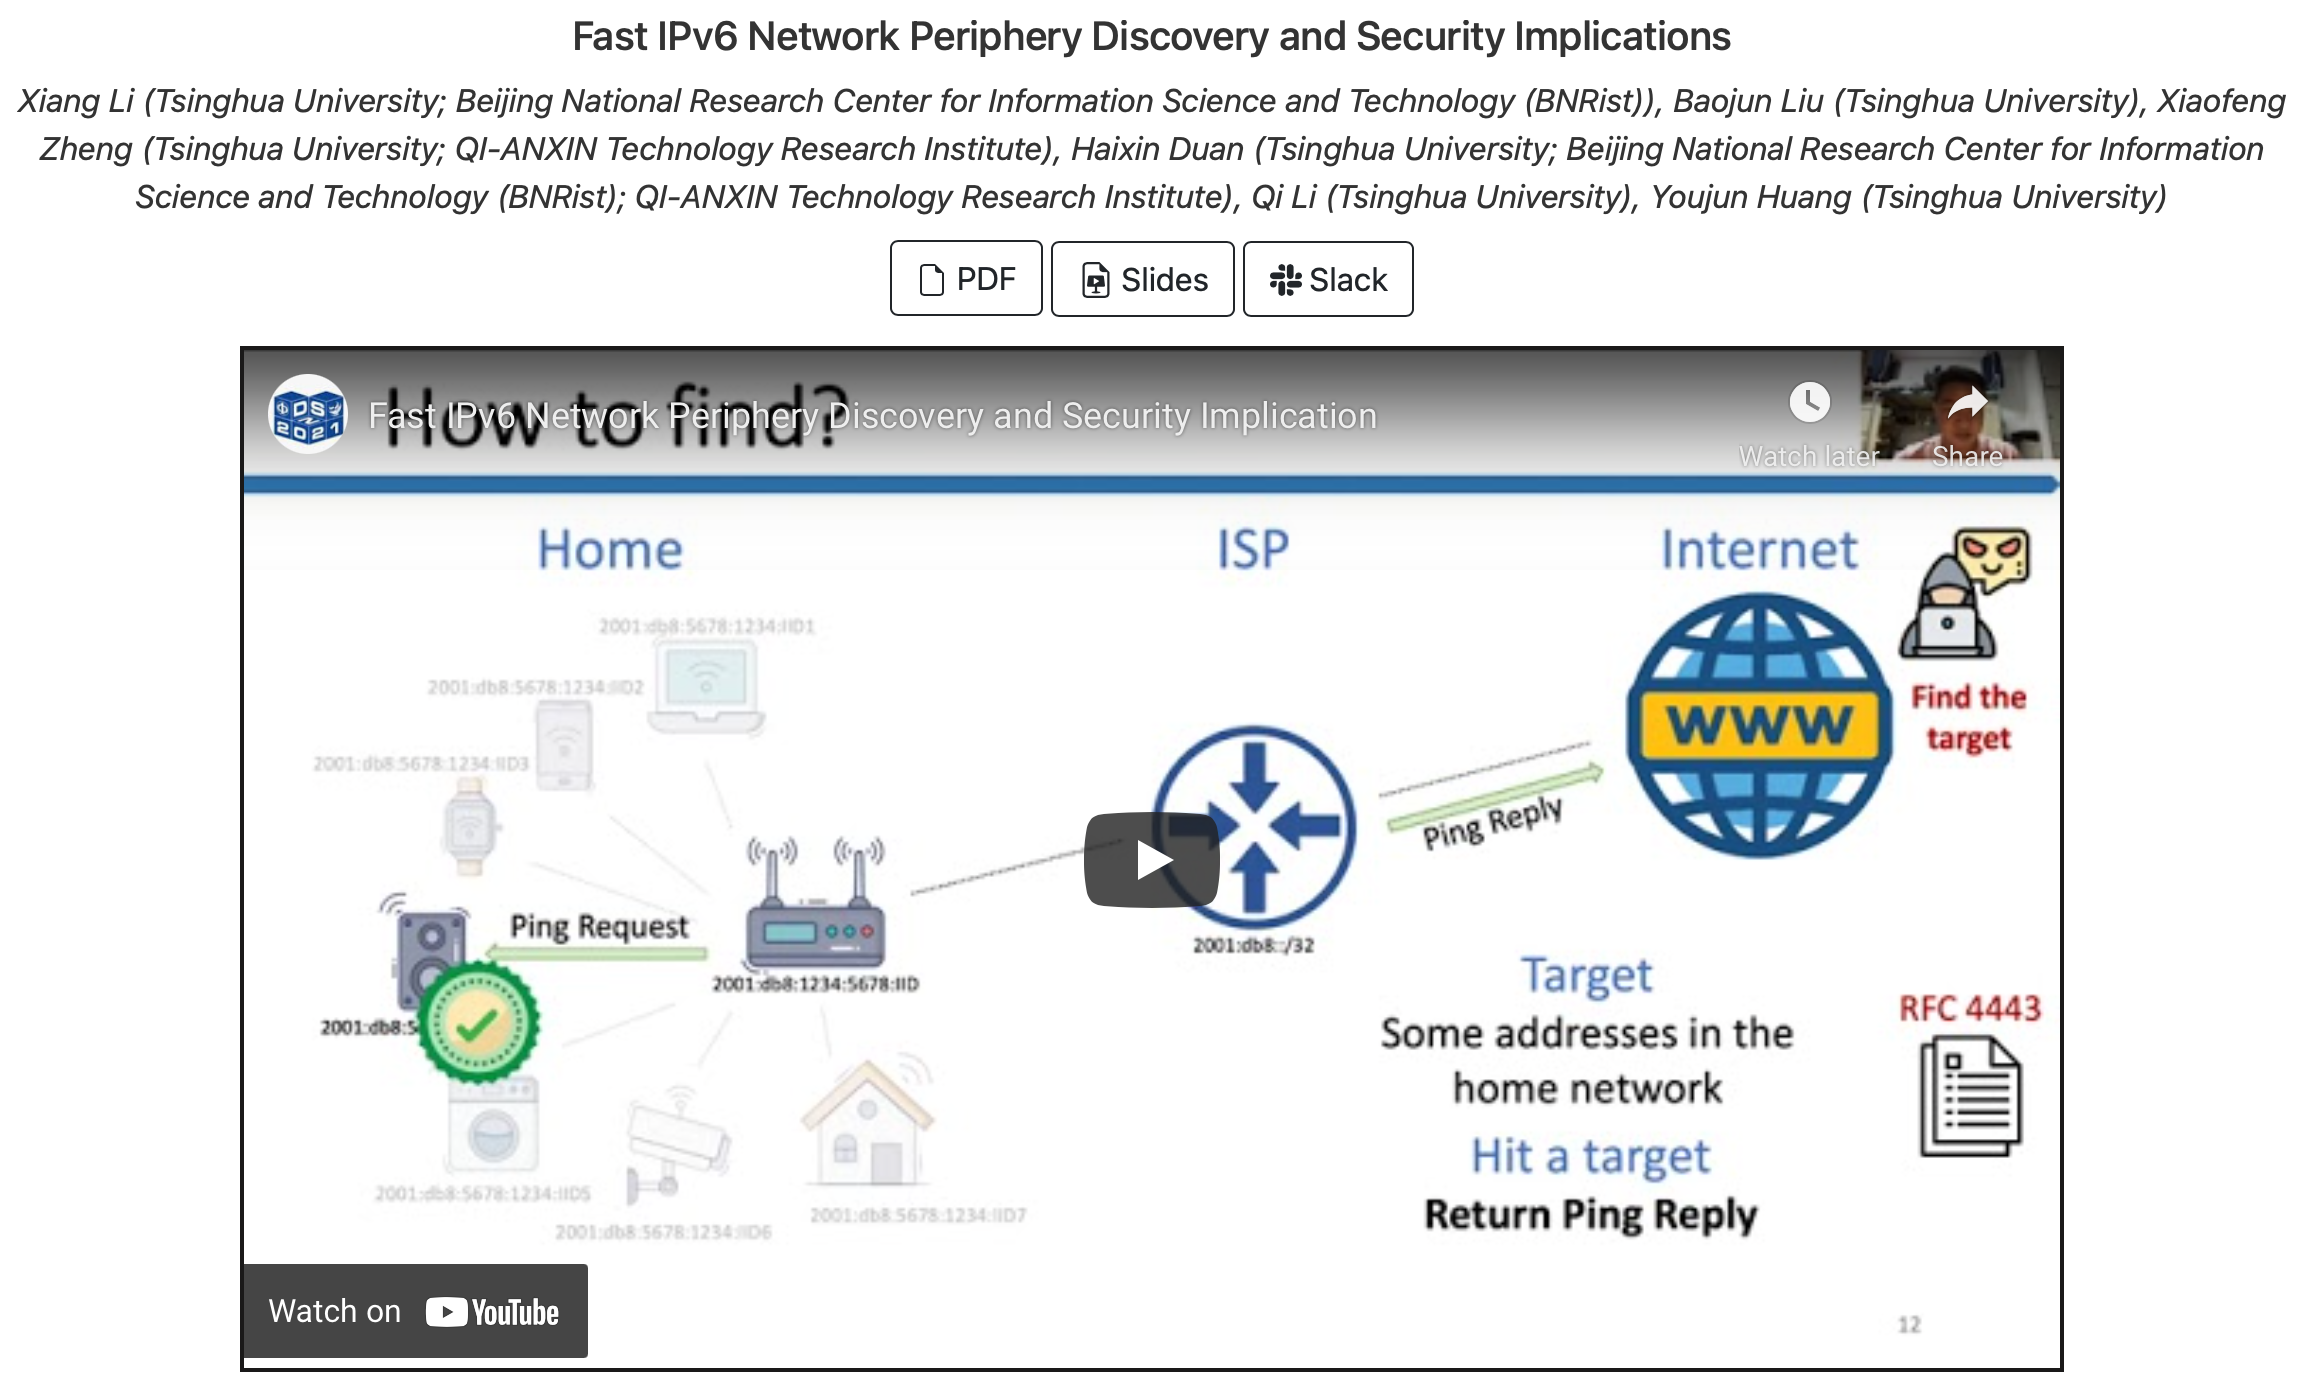 Fast IPv6 Network Periphery Discovery and Security Implications
Xiang Li (Tsinghua University; Beijing National Research Center for Information Science and Technology (BNRist)), Baojun Liu (Tsinghua University), Xiaofeng
Zheng (Tsinghua University; QI-ANXIN Technology Research Institute), Haixin Duan (Tsinghua University; Beijing National Research Center for Information
Science and Technology (BNRist); QI-ANXIN Technology Research Institute), Qi Li (Tsinghua University), Youjun Huang (Tsinghua University)
PDF
Slides
Slack
DSN
2021
How to find?
Fast IPv6 Network Periphery Discovery and Security Implication
Watch later
Share
Home
ISP
Internet
2001:db8:5678:1234:IID1
2001:db8:5678:1234:IID2
2001:db8:5678:1234:IID3
WWW
Find the
target
Ping Reply
Ping Request
2001:db8::/32
2001:db8:1234:5678:IID
2001:db8:5
Target
Some addresses in the
home network
RFC 4443
Hit a target
Return Ping Reply
2001:db8:5678:1234:IID5
2001:db8:5678:1234:IID6
2001:db8:5678:1234:IID7
Watch on YouTube
12